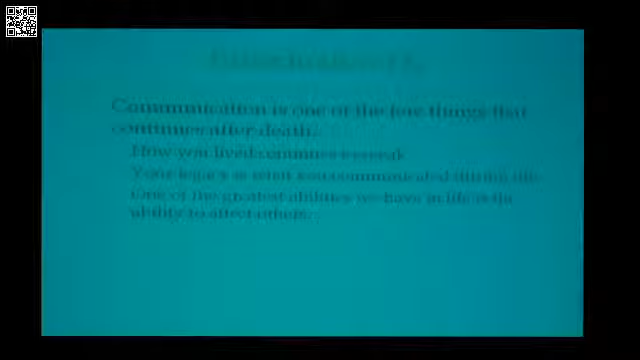 Communication is one of the few things that
continues after death.
How you lived continues to speak
Your legacy is what you communicated during life
One of the greatest abilities we have in life is the
ability to affect others.